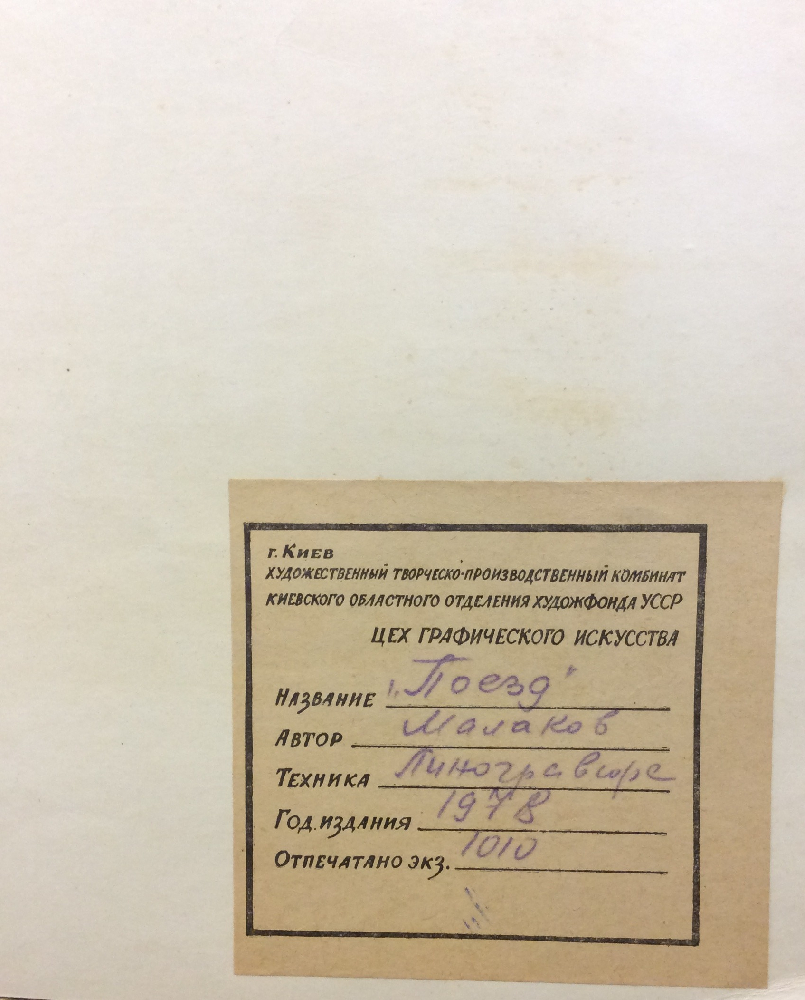 г. Киев
ХУДОЖЕСТВЕННЫЙ ТВОРЧЕСКО-ПРОИЗВОДСТВЕННЫЙ КОМБИНАТ
КИЕВСКОГО ОБЛАСТНОГО ОТДЕЛЕНИЯ ХУДОЖФОНДА УССР
ЦЕХ ГРАФИЧЕСКОГО ИСКУССТВА
НАЗВАНИЕ „Поезд"
АВТОР Малаков
ТЕХНИКА Линогравюра
ГОД ИЗДАНИЯ 1978
ОТПЕЧАТАНО ЭКЗ. 1010